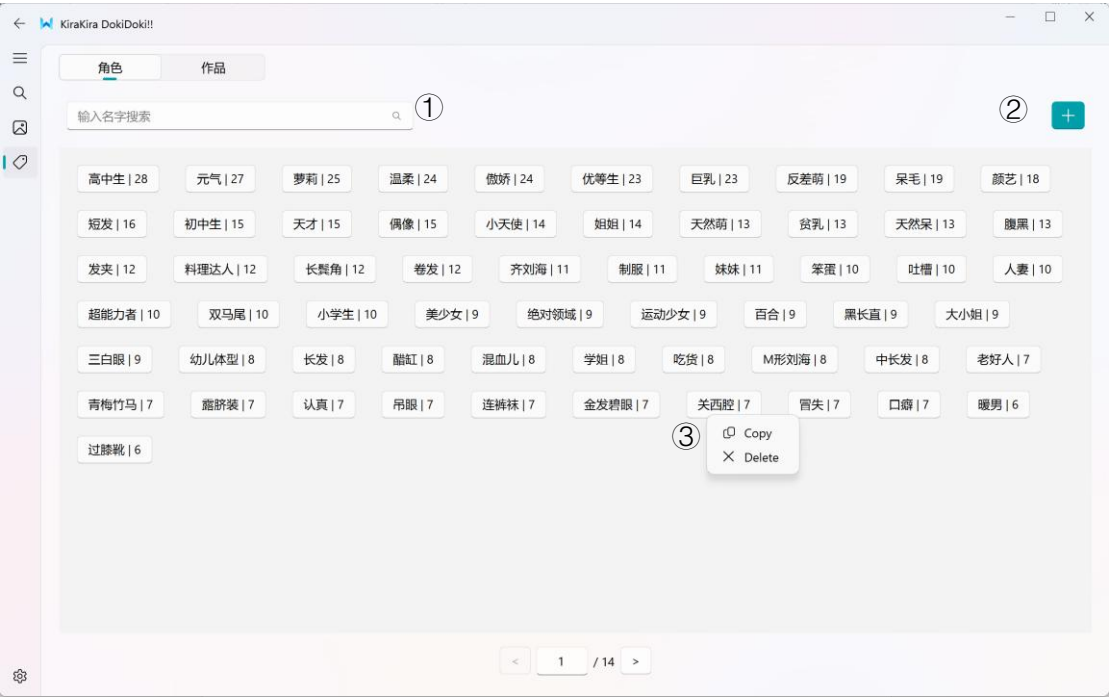 KiraKira DokiDoki!!
角色 作品
输入名字搜索 ① ②
高中生 | 28 元气 | 27 萝莉 | 25 温柔 | 24 傲娇 | 24 优等生 | 23 巨乳 | 23 反差萌 | 19 呆毛 | 19 颜艺 | 18
短发 | 16 初中生 | 15 天才 | 15 偶像 | 15 小天使 | 14 姐姐 | 14 天然萌 | 13 贫乳 | 13 天然呆 | 13 腹黑 | 13
发夹 | 12 料理达人 | 12 长鬓角 | 12 卷发 | 12 齐刘海 | 11 制服 | 11 妹妹 | 11 笨蛋 | 10 吐槽 | 10 人妻 | 10
超能力者 | 10 双马尾 | 10 小学生 | 10 美少女 | 9 绝对领域 | 9 运动少女 | 9 百合 | 9 黑长直 | 9 大小姐 | 9
三白眼 | 9 幼儿体型 | 8 长发 | 8 醋缸 | 8 混血儿 | 8 学姐 | 8 吃货 | 8 M形刘海 | 8 中长发 | 8 老好人 | 7
青梅竹马 | 7 露脐装 | 7 认真 | 7 吊眼 | 7 连裤袜 | 7 金发碧眼 | 7 关西腔 | 7 冒失 | 7 口癖 | 7 暖男 | 6
过膝靴 | 6 ③ Copy
Delete
< 1 / 14 >